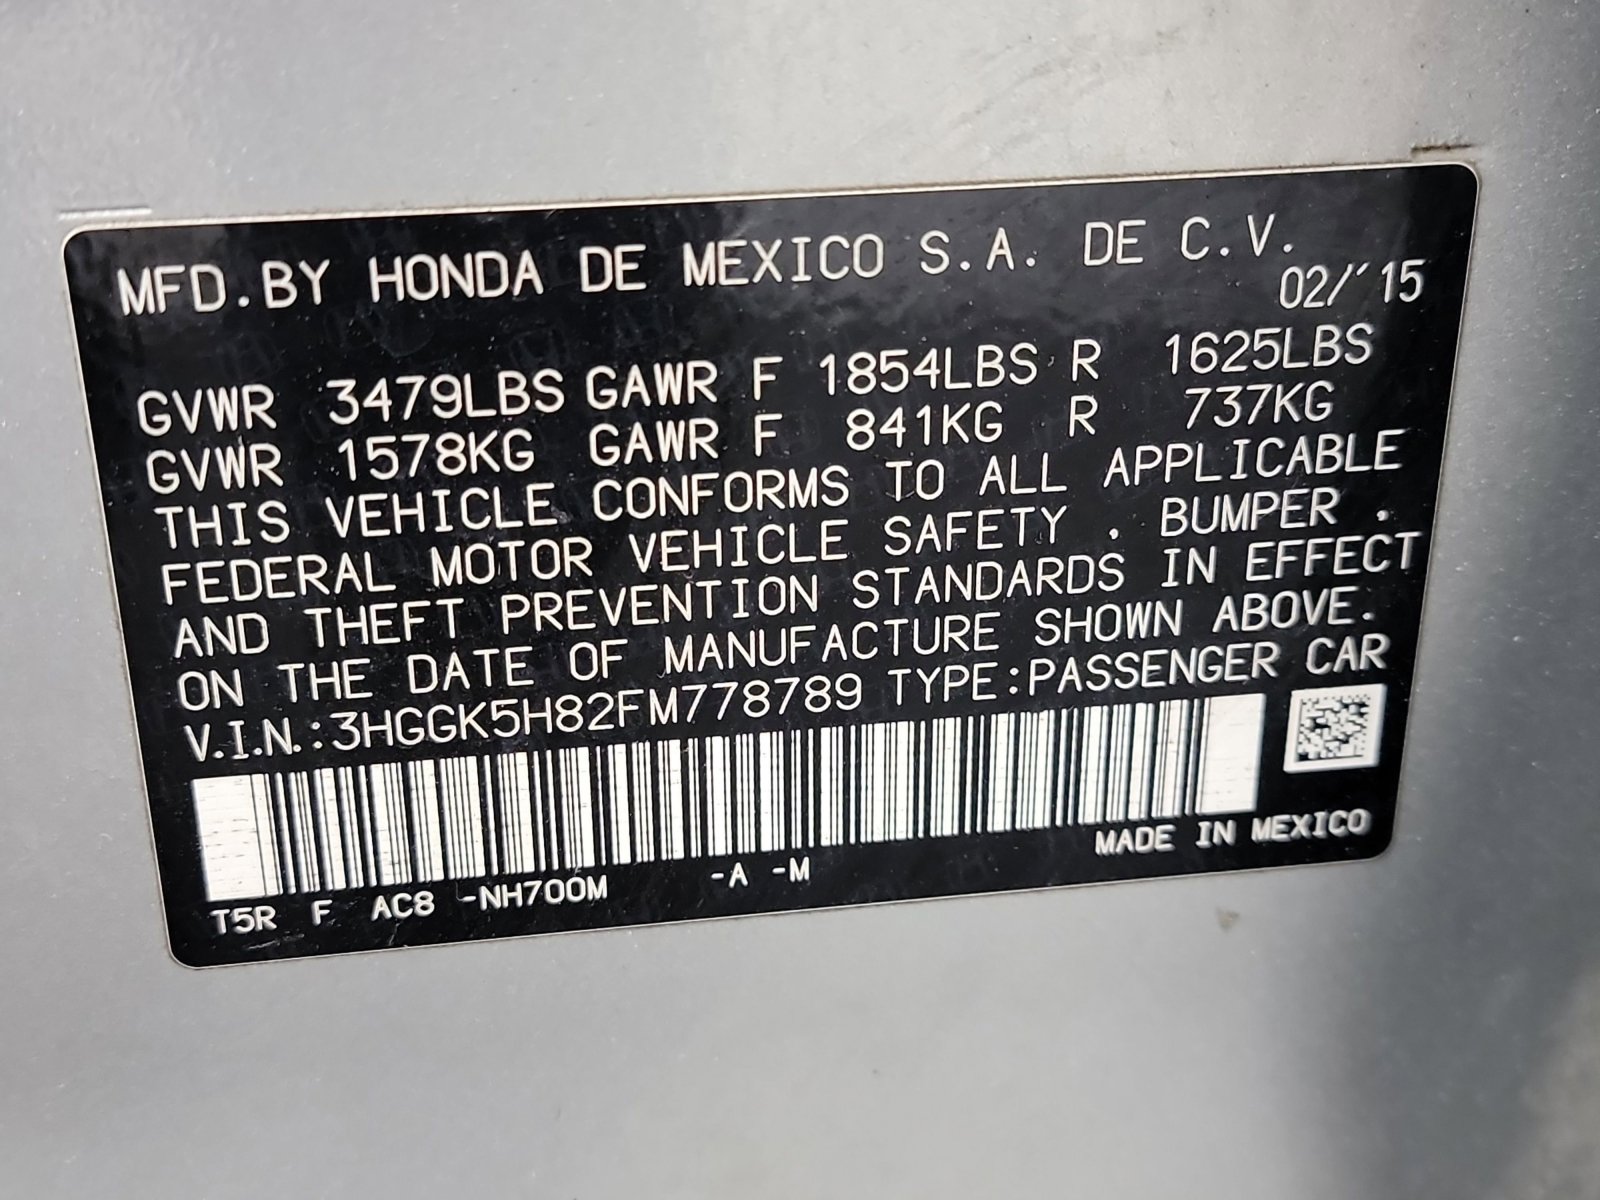 MFD.BY HONDA DE MEXICO S.A. DE C.V.
02/'15
GVWR 3479LBS GAWR F 1854LBS R 1625LBS
GVWR 1578KG GAWR F 841KG R 737KG
THIS VEHICLE CONFORMS TO ALL APPLICABLE
FEDERAL MOTOR VEHICLE SAFETY , BUMPER ,
AND THEFT PREVENTION STANDARDS IN EFFECT
ON THE DATE OF MANUFACTURE SHOWN ABOVE.
V.I.N.:3HGGK5H82FM778789 TYPE:PASSENGER CAR
MADE IN MEXICO
T5R F AC8 -NH700M -A -M